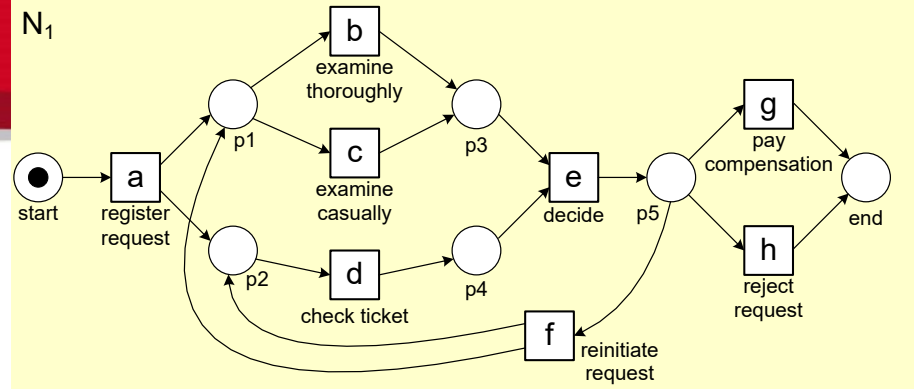 N1
b
examine
thoroughly
p1
p3
c
examine
casually
start
a
register
request
e
decide
p5
g
pay
compensation
end
p2
d
check ticket
p4
h
reject
request
f
reinitiate
request